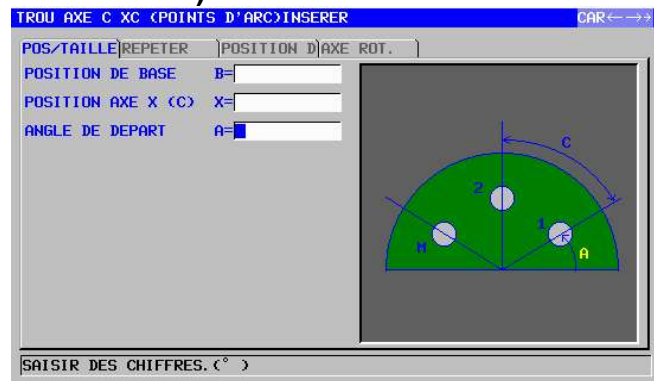 TROU AXE C XC (POINTS D'ARC)INSERER CAR←→
POS/TAILLE REPETER POSITION D AXE ROT.
POSITION DE BASE B=
POSITION AXE X (C) X=
ANGLE DE DEPART A=
C
2
1
M
A
SAISIR DES CHIFFRES.(° )